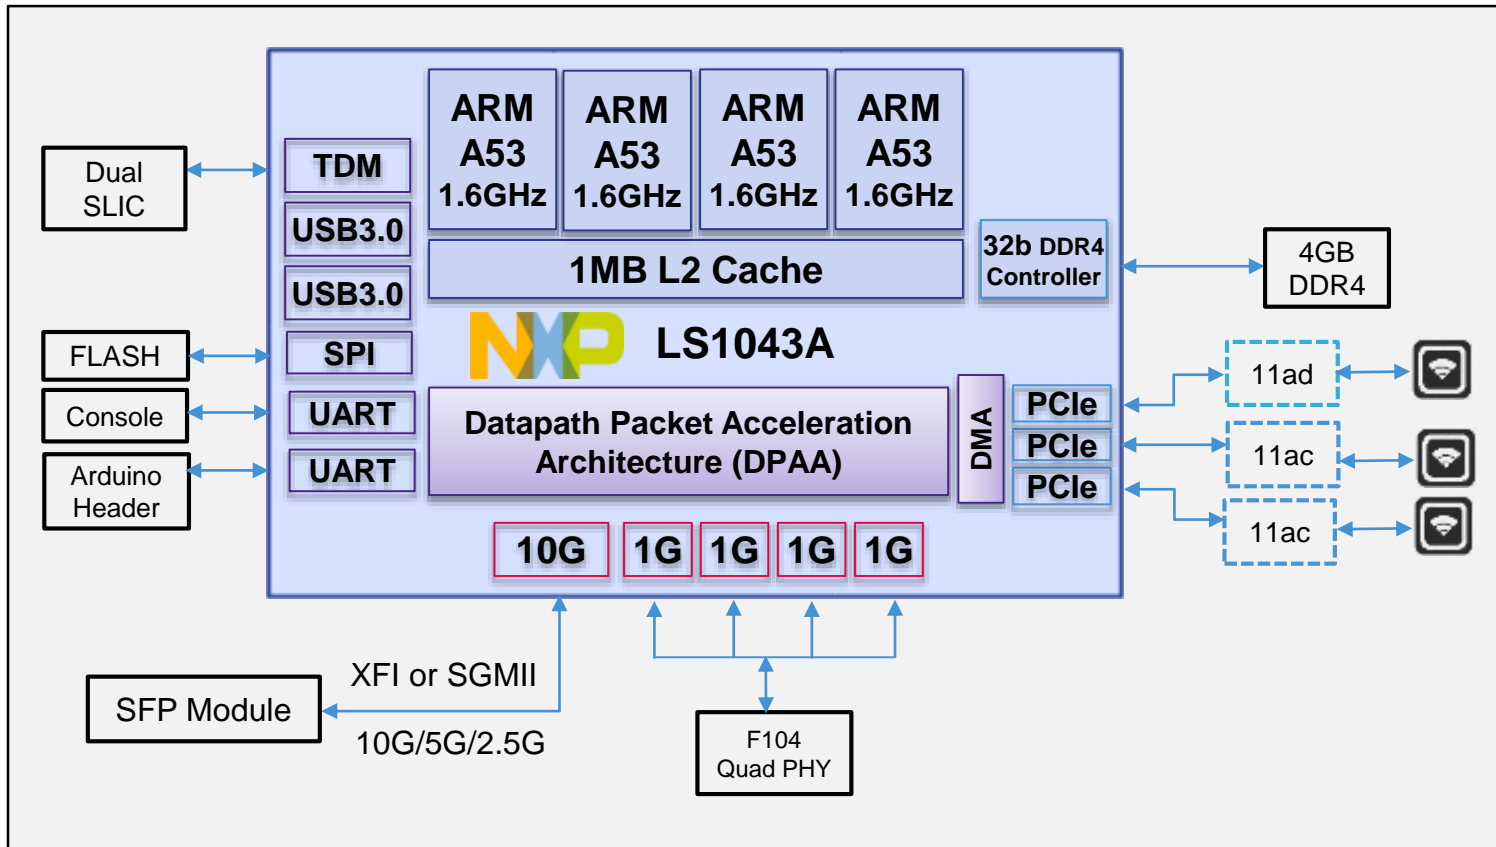 ARM
A53
1.6GHz
ARM
A53
1.6GHz
ARM
A53
1.6GHz
ARM
A53
1.6GHz
Dual
SLIC
TDM
USB3.0
USB3.0
1MB L2 Cache
32b DDR4
Controller
4GB
DDR4
FLASH
SPI
NXP
LS1043A
Console
UART
Arduino
Header
UART
Datapath Packet Acceleration
Architecture (DPAA)
DMA
PCIe
PCIe
PCIe
11ad
11ac
11ac
10G
1G
1G
1G
1G
XFI or SGMII
SFP Module
10G/5G/2.5G
F104
Quad PHY